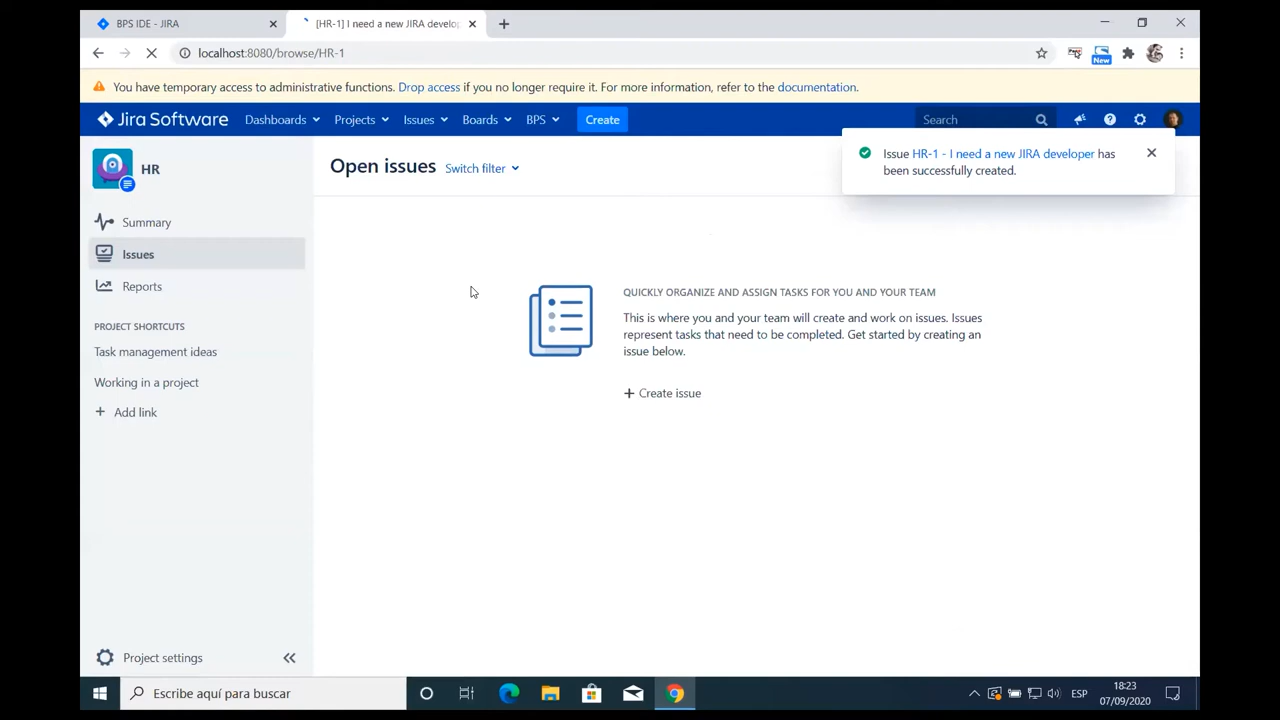 BPS IDE - JIRA
[HR-1] I need a new JIRA develop
localhost:8080/browse/HR-1
New
You have temporary access to administrative functions. Drop access if you no longer require it. For more information, refer to the documentation.
Jira Software Dashboards Projects Issues Boards BPS Create Search
Issue HR-1 - I need a new JIRA developer has
been successfully created.
HR
Open issues Switch filter
Summary
Issues
Reports
PROJECT SHORTCUTS
Task management ideas
Working in a project
Add link
QUICKLY ORGANIZE AND ASSIGN TASKS FOR YOU AND YOUR TEAM
This is where you and your team will create and work on issues. Issues
represent tasks that need to be completed. Get started by creating an
issue below.
Create issue
Project settings
Escribe aquí para buscar
ESP
18:23
07/09/2020